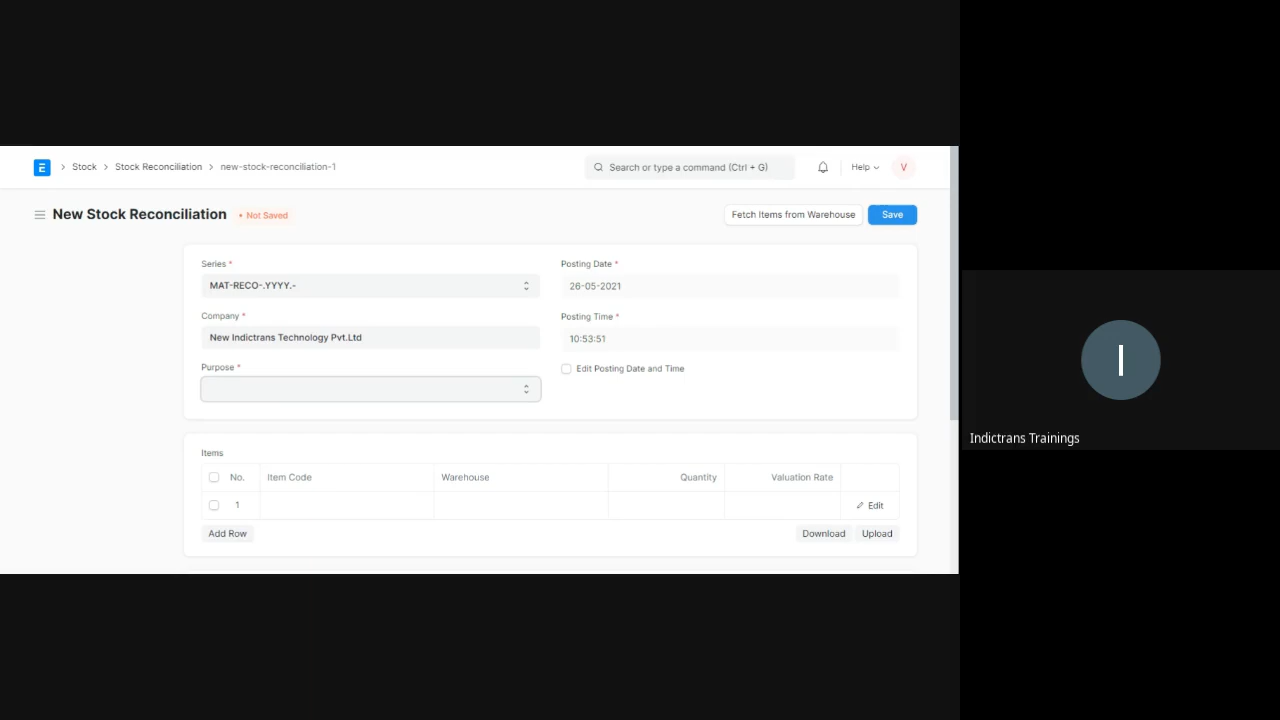 E > Stock > Stock Reconciliation > new-stock-reconciliation-1
Search or type a command (Ctrl + G)
Help
V
New Stock Reconciliation • Not Saved
Fetch Items from Warehouse
Save
Series *
MAT-RECO-.YYYY.-
Posting Date *
26-05-2021
Company *
New Indictrans Technology Pvt.Ltd
Posting Time *
10:53:51
Purpose *
Edit Posting Date and Time
Items
No. Item Code Warehouse Quantity Valuation Rate
1 Edit
Add Row Download Upload
I
Indictrans Trainings